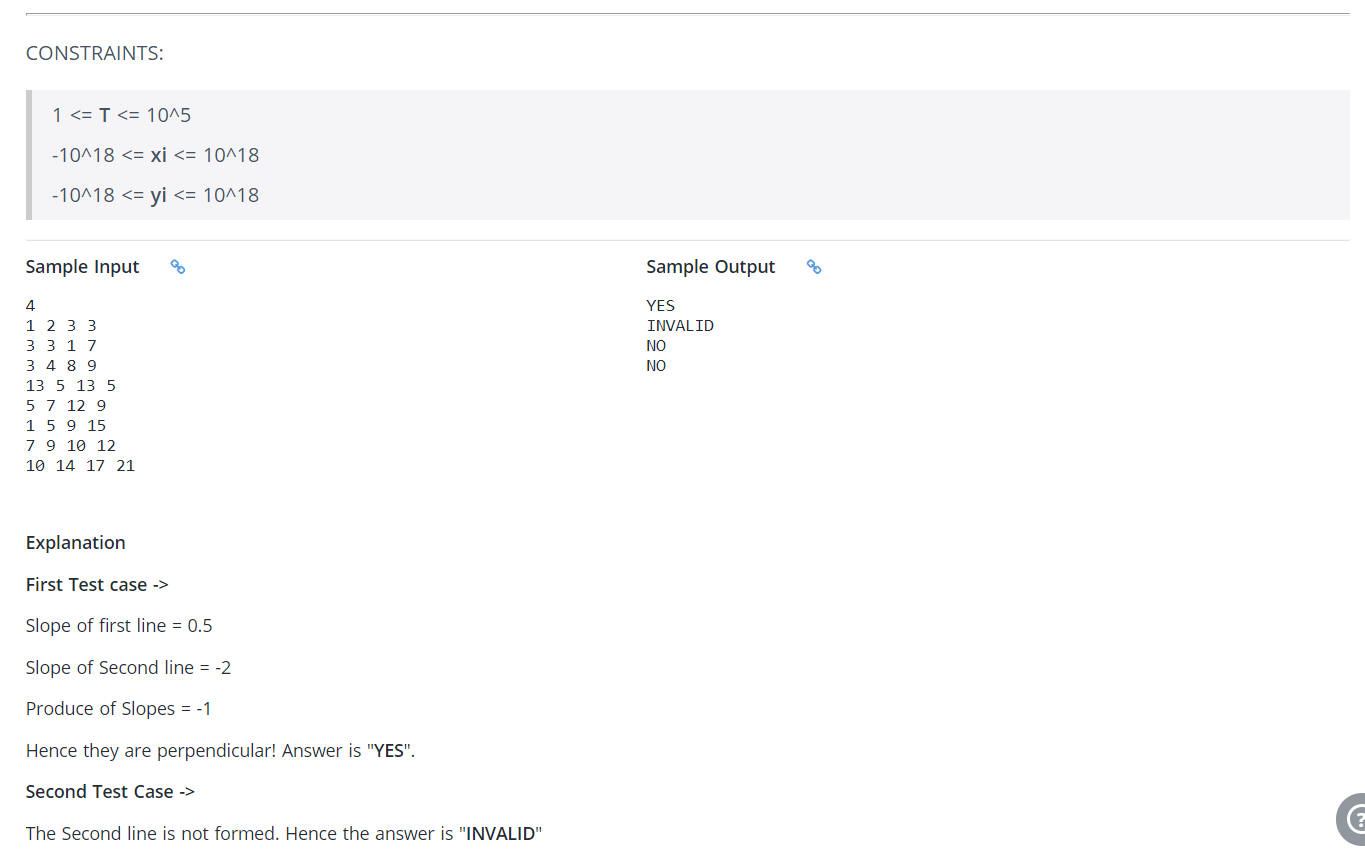 CONSTRAINTS:
1 <= T <= 10^5
-10^18 <= xi <= 10^18
-10^18 <= yi <= 10^18
Sample Input
4
1 2 3 3
3 3 1 7
3 4 8 9
13 5 13 5
5 7 12 9
1 5 9 15
7 9 10 12
10 14 17 21
Sample Output
YES
INVALID
NO
NO
Explanation
First Test case ->
Slope of first line = 0.5
Slope of Second line = -2
Produce of Slopes = -1
Hence they are perpendicular! Answer is "YES".
Second Test Case ->
The Second line is not formed. Hence the answer is "INVALID"
?